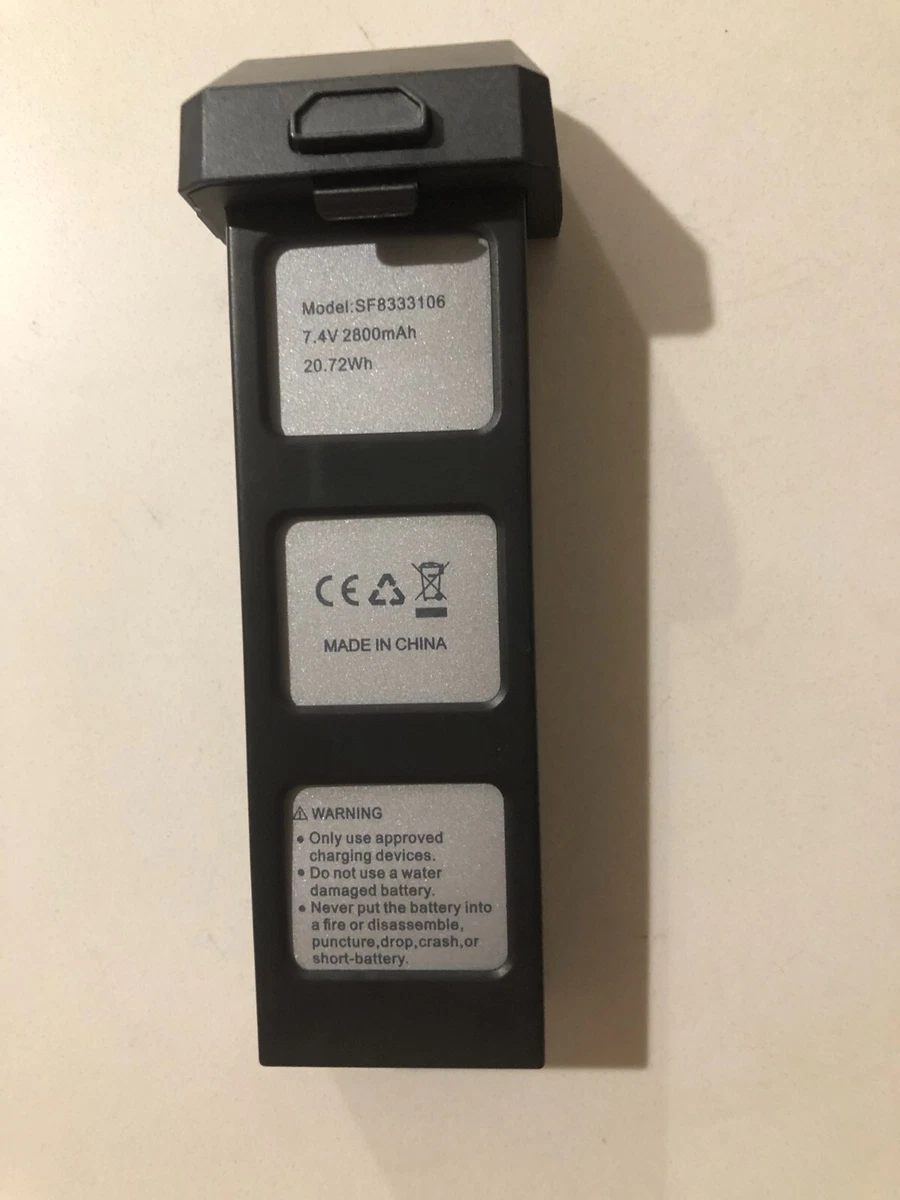 Model:SF8333106
7.4V 2800mAh
20.72Wh
CE
MADE IN CHINA
⚠ WARNING
• Only use approved
charging devices.
• Do not use a water
damaged battery.
• Never put the battery into
a fire or disassemble,
puncture,drop,crash,or
short-battery.